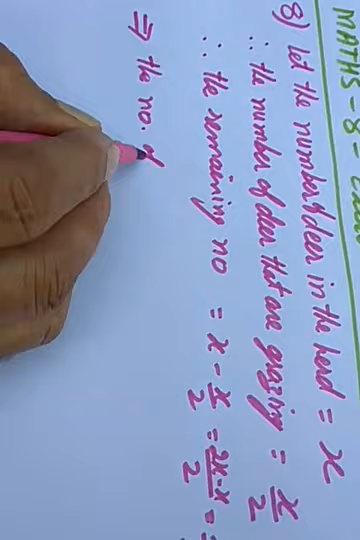 MATHS - 8 -
8) Let the number of deer in the herd = x
∴ the number of deer that are grazing = x/2
∴ the remaining no = x - x/2 = 2x-x/2 =
⇒ the no. of